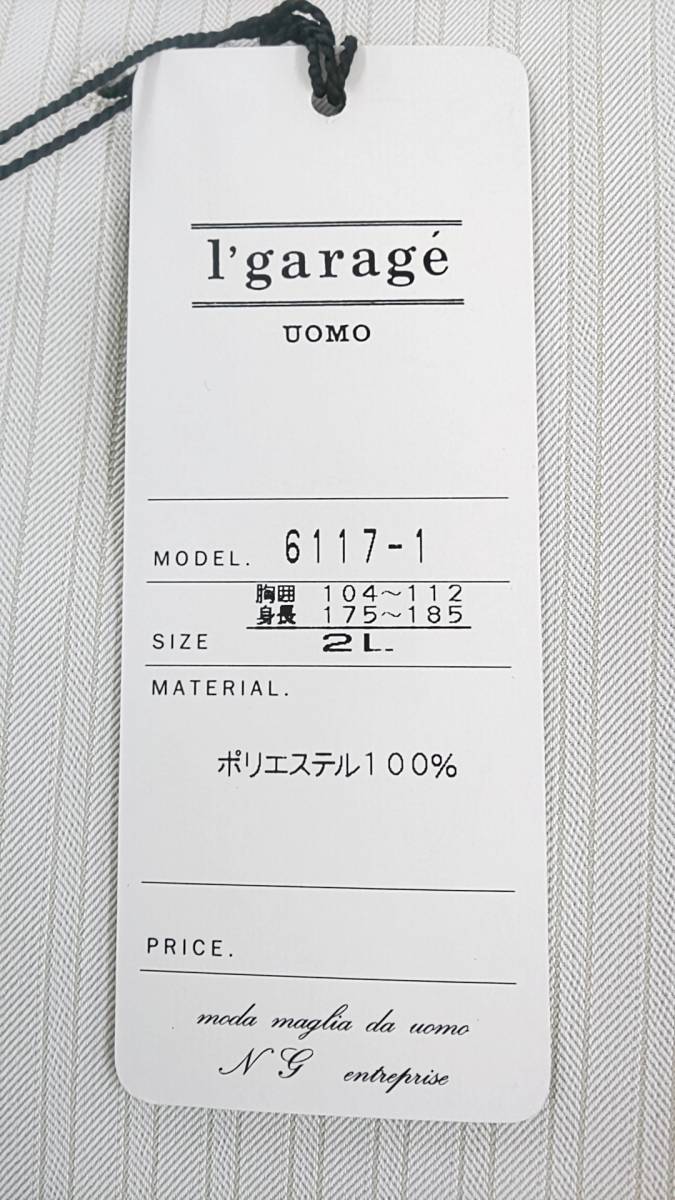 l'garagé
UOMO
MODEL. 6117-1
胸囲 104～112
身長 175～185
SIZE 2L.
MATERIAL.
ポリエステル100%
PRICE.
moda maglia da uomo
NG entreprise